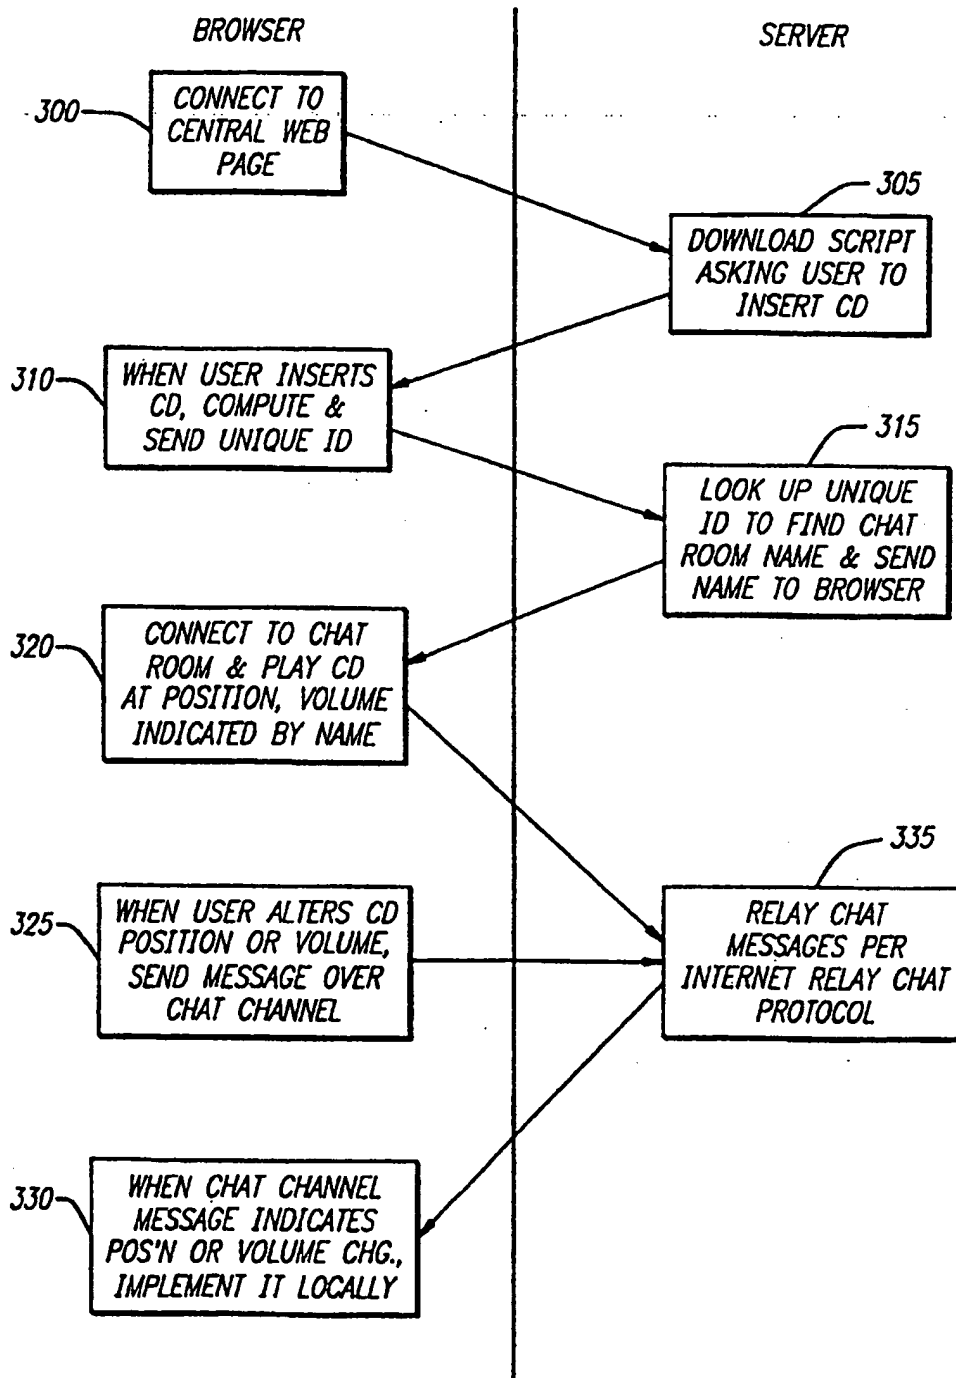 BROWSER
SERVER
300
CONNECT TO
CENTRAL WEB
PAGE
305
DOWNLOAD SCRIPT
ASKING USER TO
INSERT CD
310
WHEN USER INSERTS
CD, COMPUTE &
SEND UNIQUE ID
315
LOOK UP UNIQUE
ID TO FIND CHAT
ROOM NAME & SEND
NAME TO BROWSER
320
CONNECT TO CHAT
ROOM & PLAY CD
AT POSITION, VOLUME
INDICATED BY NAME
325
WHEN USER ALTERS CD
POSITION OR VOLUME,
SEND MESSAGE OVER
CHAT CHANNEL
335
RELAY CHAT
MESSAGES PER
INTERNET RELAY CHAT
PROTOCOL
330
WHEN CHAT CHANNEL
MESSAGE INDICATES
POS'N OR VOLUME CHG.,
IMPLEMENT IT LOCALLY